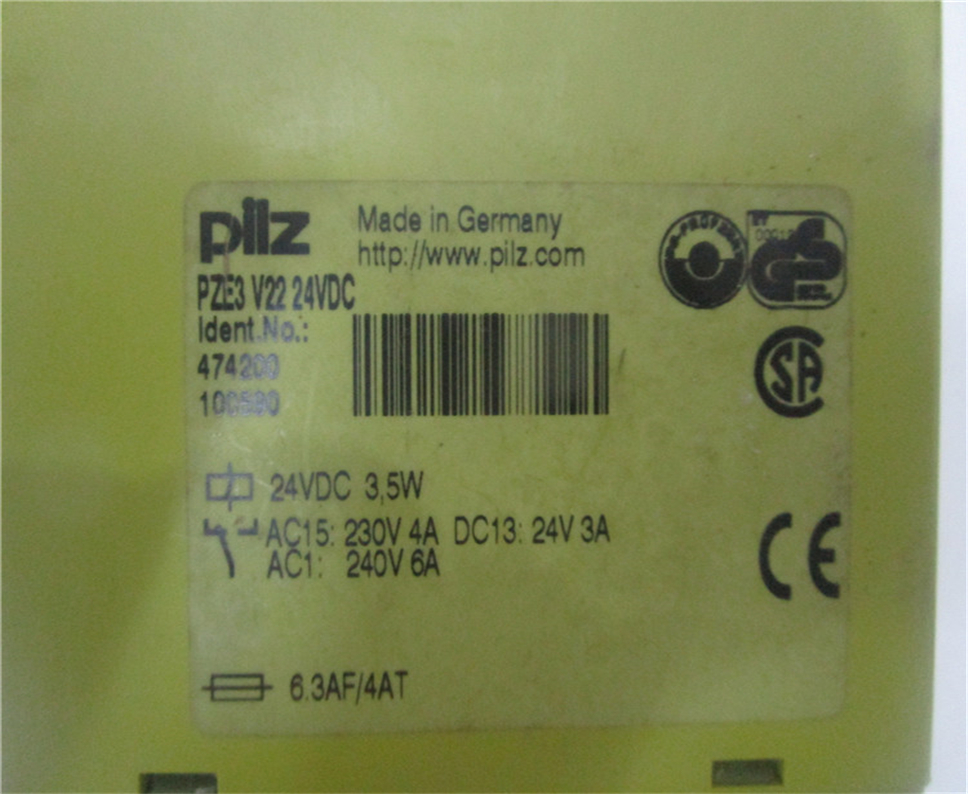 pilz
Made in Germany
http://www.pilz.com
PZE3 V22 24VDC
Ident.No.:
474200
24VDC 3,5W
AC15: 230V 4A DC13: 24V 3A
AC1: 240V 6A
6.3AF/4AT
SA
CE